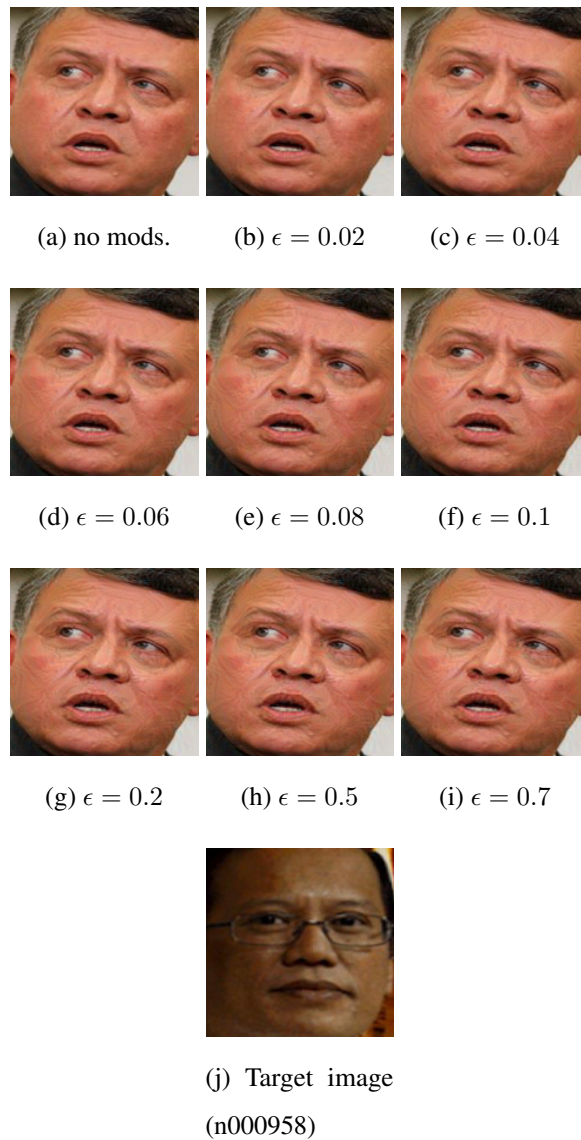 (a) no mods.
(b) ϵ = 0.02
(c) ϵ = 0.04
(d) ϵ = 0.06
(e) ϵ = 0.08
(f) ϵ = 0.1
(g) ϵ = 0.2
(h) ϵ = 0.5
(i) ϵ = 0.7
(j) Target image
(n000958)